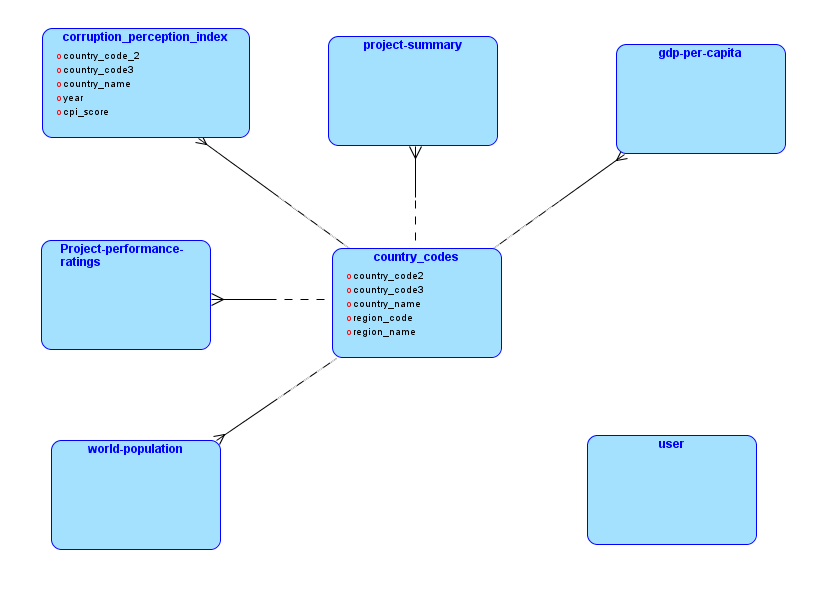 corruption_perception_index
o country_code_2
o country_code3
o country_name
o year
o cpi_score
project-summary
gdp-per-capita
Project-performance-
ratings
country_codes
o country_code2
o country_code3
o country_name
o region_code
o region_name
world-population
user